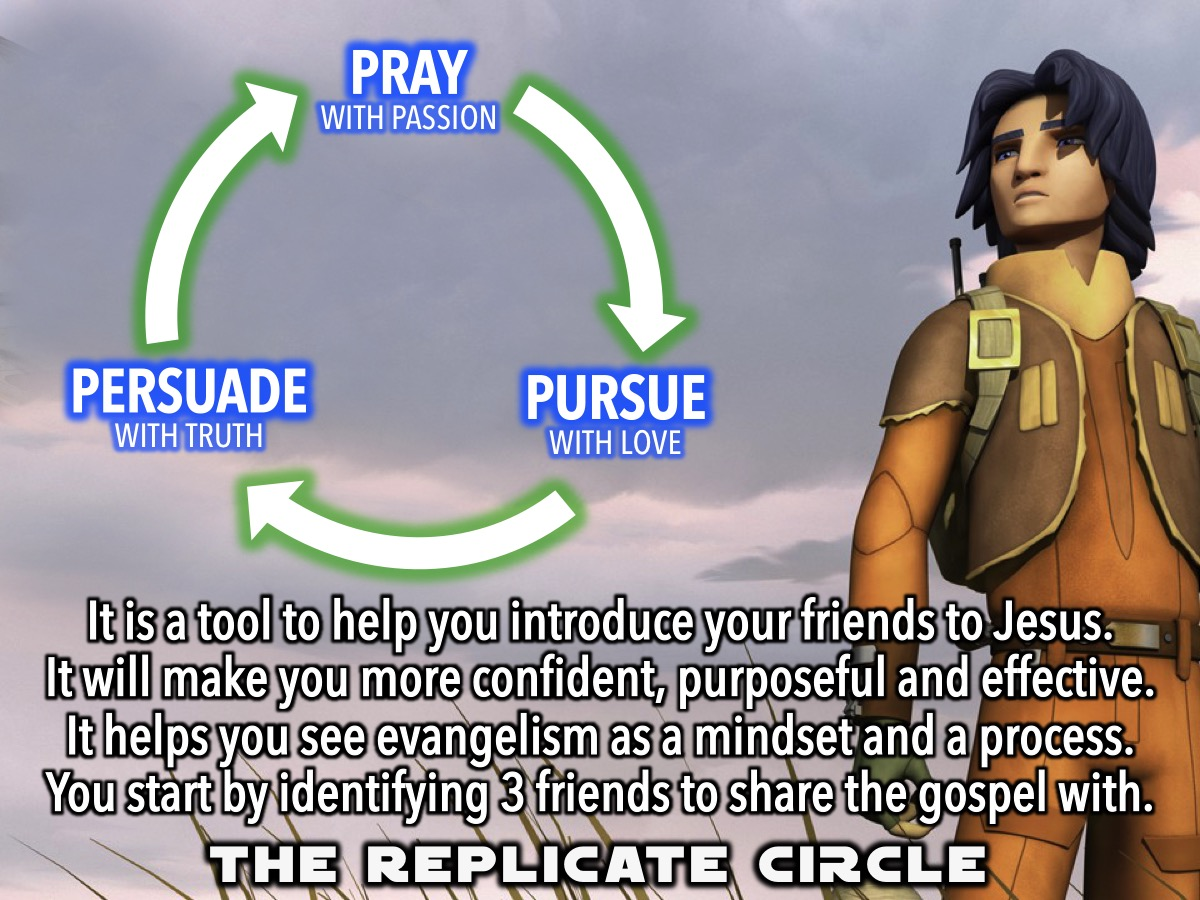 PRAY
WITH PASSION
PERSUADE
WITH TRUTH
PURSUE
WITH LOVE
It is a tool to help you introduce your friends to Jesus.
It will make you more confident, purposeful and effective.
It helps you see evangelism as a mindset and a process.
You start by identifying 3 friends to share the gospel with.
THE REPLICATE CIRCLE